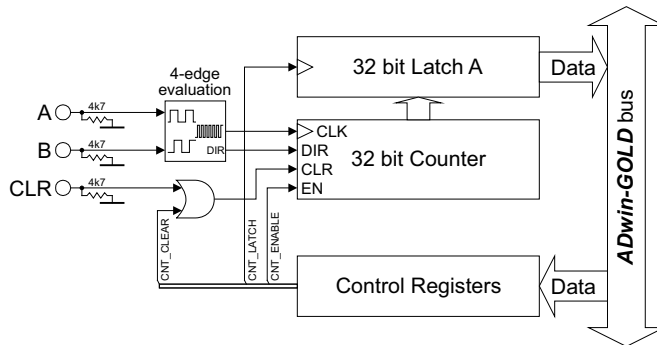 4-edge
evaluation
32 bit Latch A
Data
A
4k7
B
4k7
DIR
CLK
DIR
CLR
EN
32 bit Counter
CLR
4k7
CNT_CLEAR
CNT_LATCH
CNT_ENABLE
Control Registers
Data
ADwin-GOLD bus